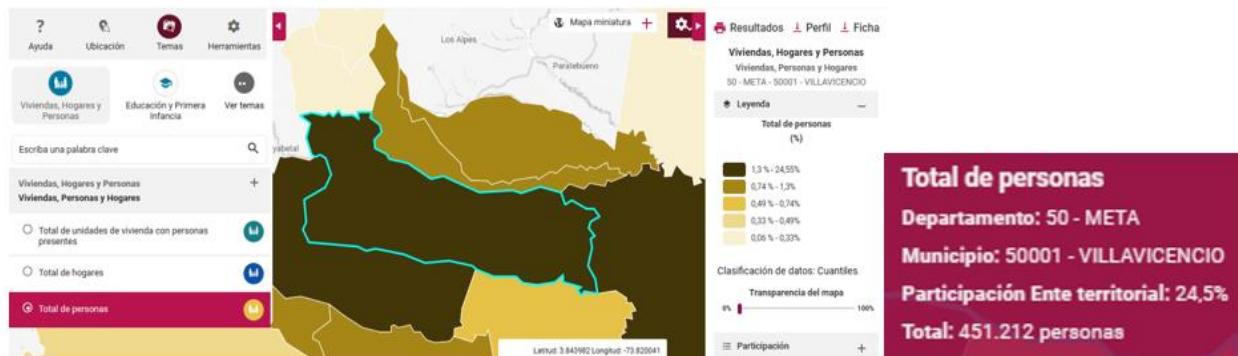 ?
Ayuda
Ubicación
Temas
Herramientas
Viviendas, Hogares y
Personas
Educación y Primera
Infancia
Ver temas
Escriba una palabra clave
Viviendas, Hogares y Personas +
Viviendas, Personas y Hogares
Total de unidades de vivienda con personas
presentes
Total de hogares
Total de personas
Mapa miniatura +
Los Alpes
Paratebueno
yabetal
Latitud: 3.843982 Longitud: -73.820041
Resultados Perfil Ficha
Viviendas, Hogares y Personas
Viviendas, Personas y Hogares
50 - META - 50001 - VILLAVICENCIO
Leyenda –
Total de personas
(%)
1,3 % - 24,55%
0,74 % - 1,3%
0,49 % - 0,74%
0,33 % - 0,49%
0,06 % - 0,33%
Clasificación de datos: Cuantiles
Transparencia del mapa
0% 100%
Participación +
Total de personas
Departamento: 50 - META
Municipio: 50001 - VILLAVICENCIO
Participación Ente territorial: 24,5%
Total: 451.212 personas